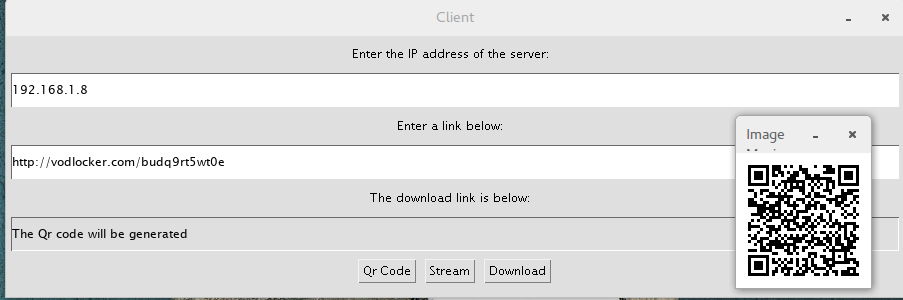 Client
Enter the IP address of the server:
192.168.1.8
Enter a link below:
http://vodlocker.com/budq9rt5wt0e
Image
The download link is below:
The Qr code will be generated
Qr Code Stream Download